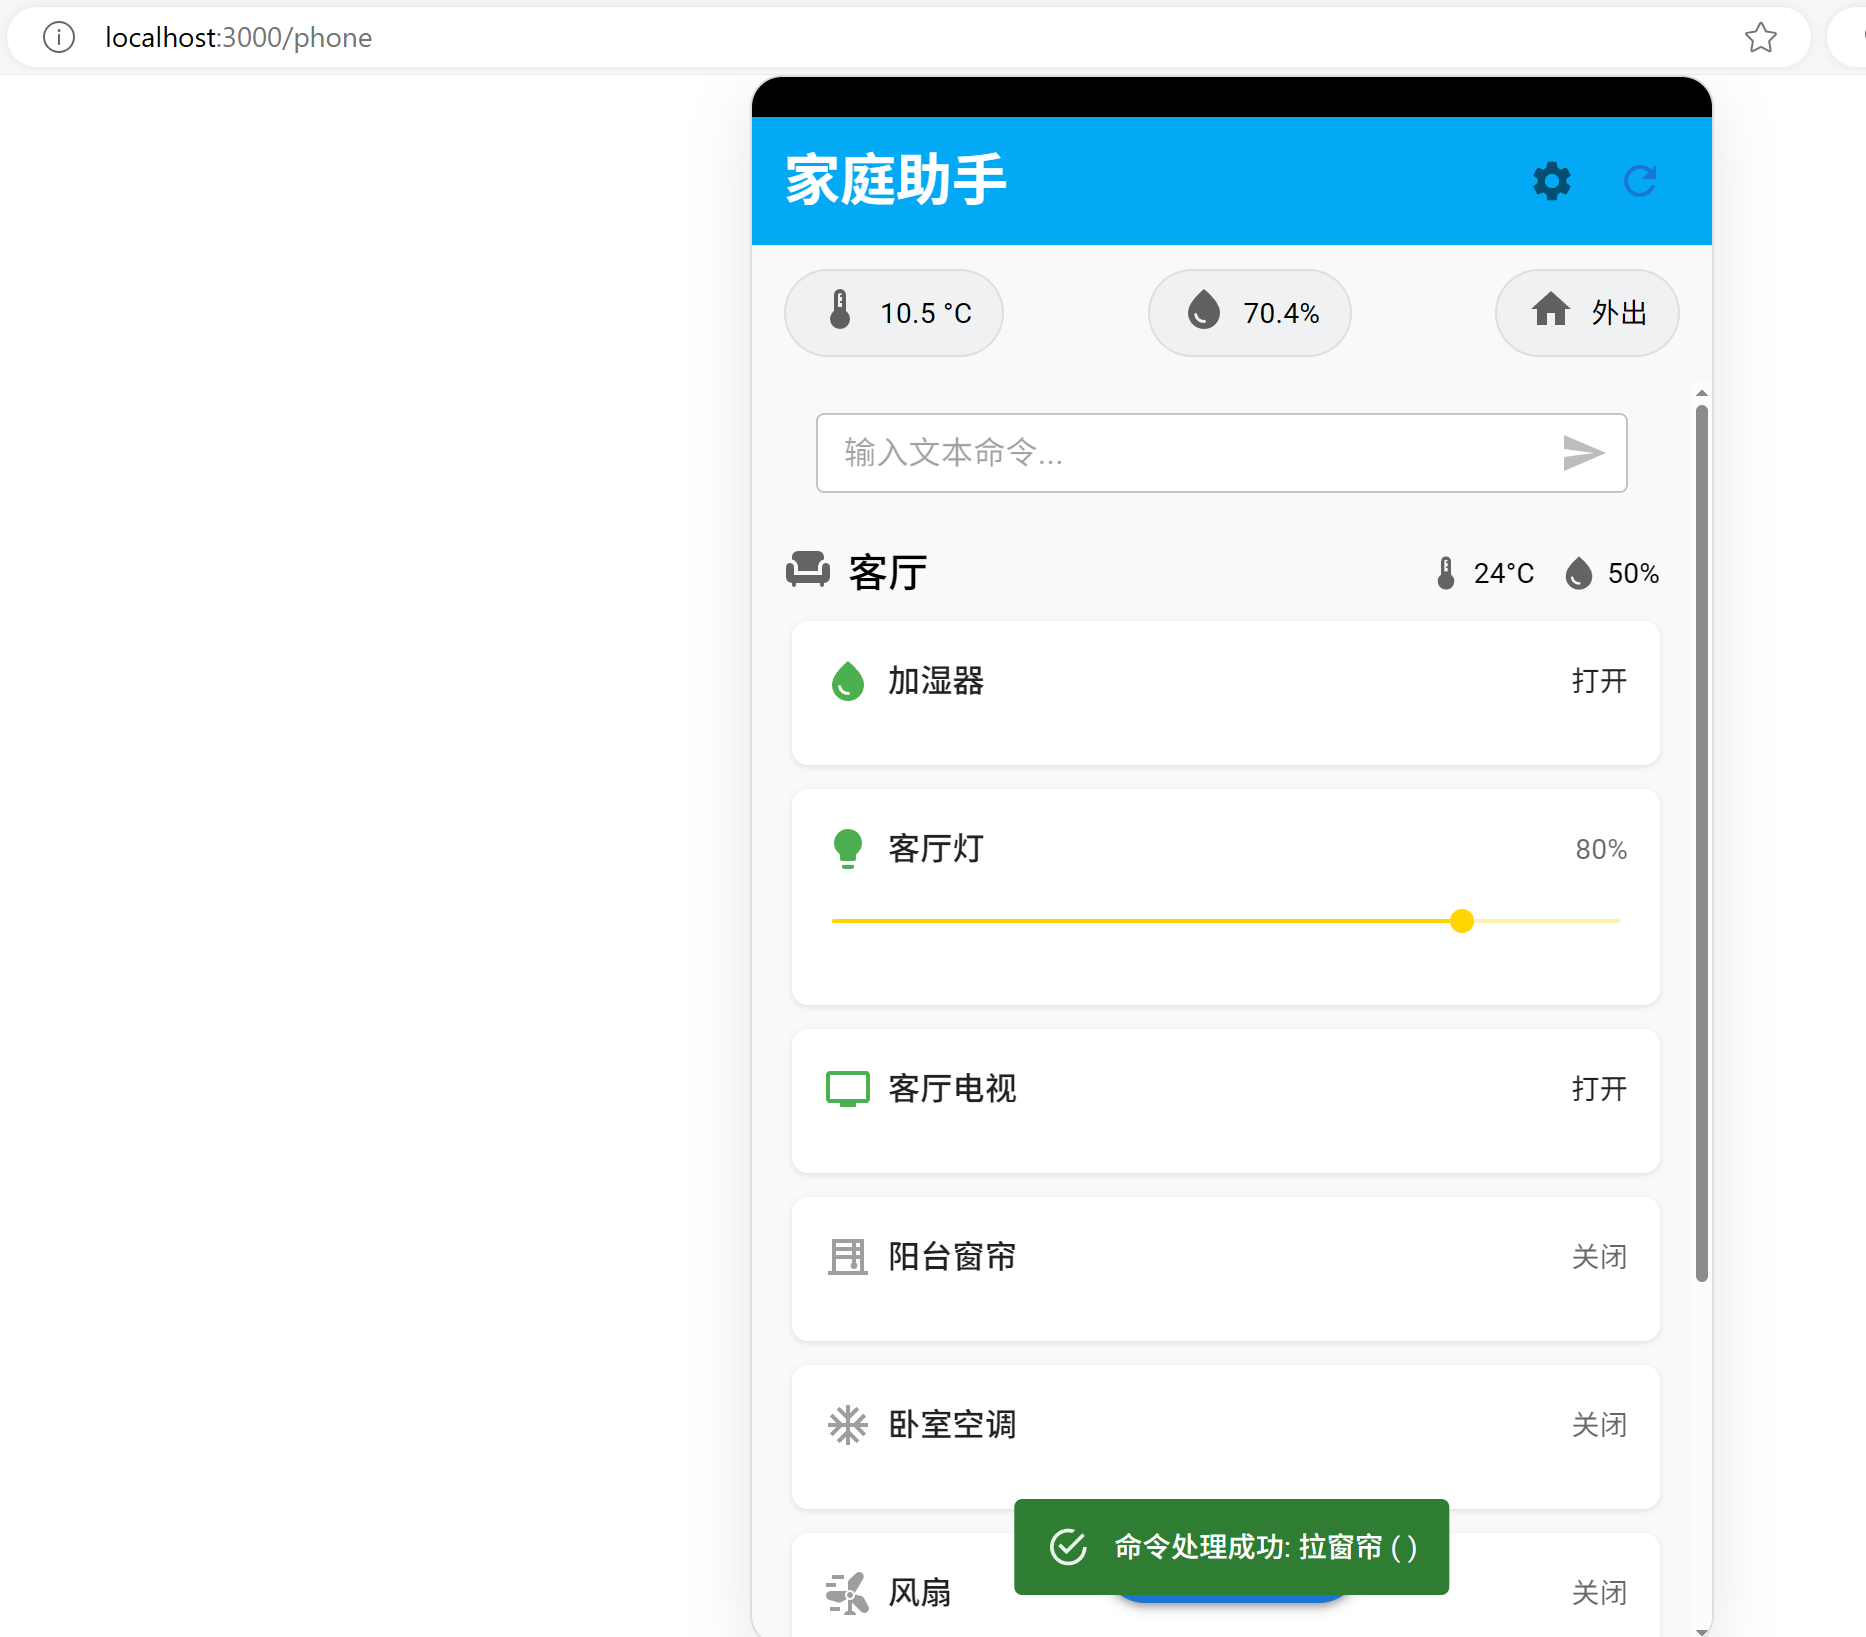 localhost:3000/phone
家庭助手
10.5 °C
70.4%
外出
输入文本命令...
客厅
24°C
50%
加湿器
打开
客厅灯
80%
客厅电视
打开
阳台窗帘
关闭
卧室空调
关闭
命令处理成功: 拉窗帘 ( )
风扇
关闭